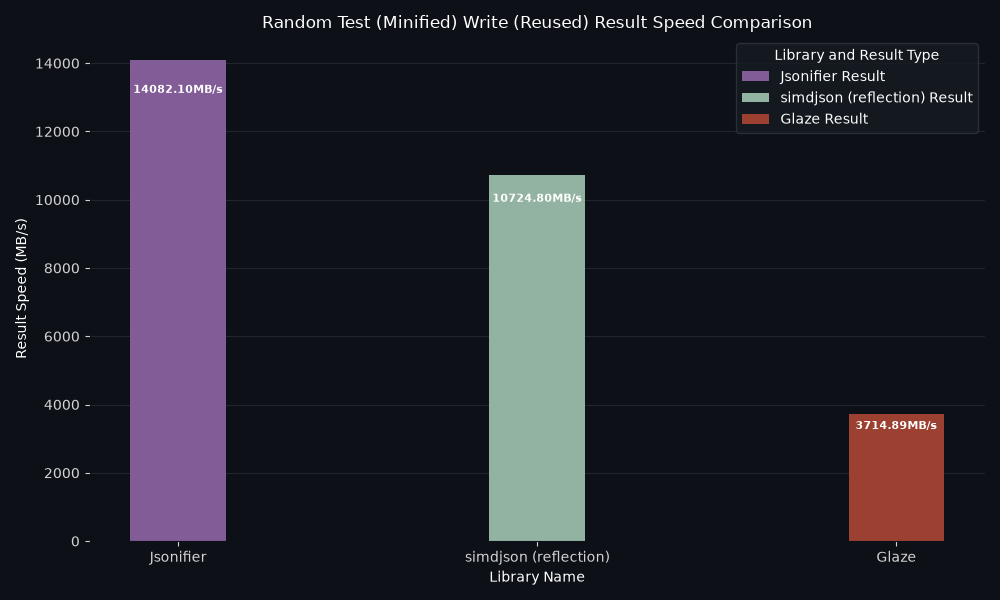 Random Test (Minified) Write (Reused) Result Speed Comparison
Library and Result Type
Jsonifier Result
simdjson (reflection) Result
Glaze Result
Result Speed (MB/s)
14000
12000
10000
8000
6000
4000
2000
0
14082.10MB/s
10724.80MB/s
3714.89MB/s
Jsonifier
simdjson (reflection)
Glaze
Library Name